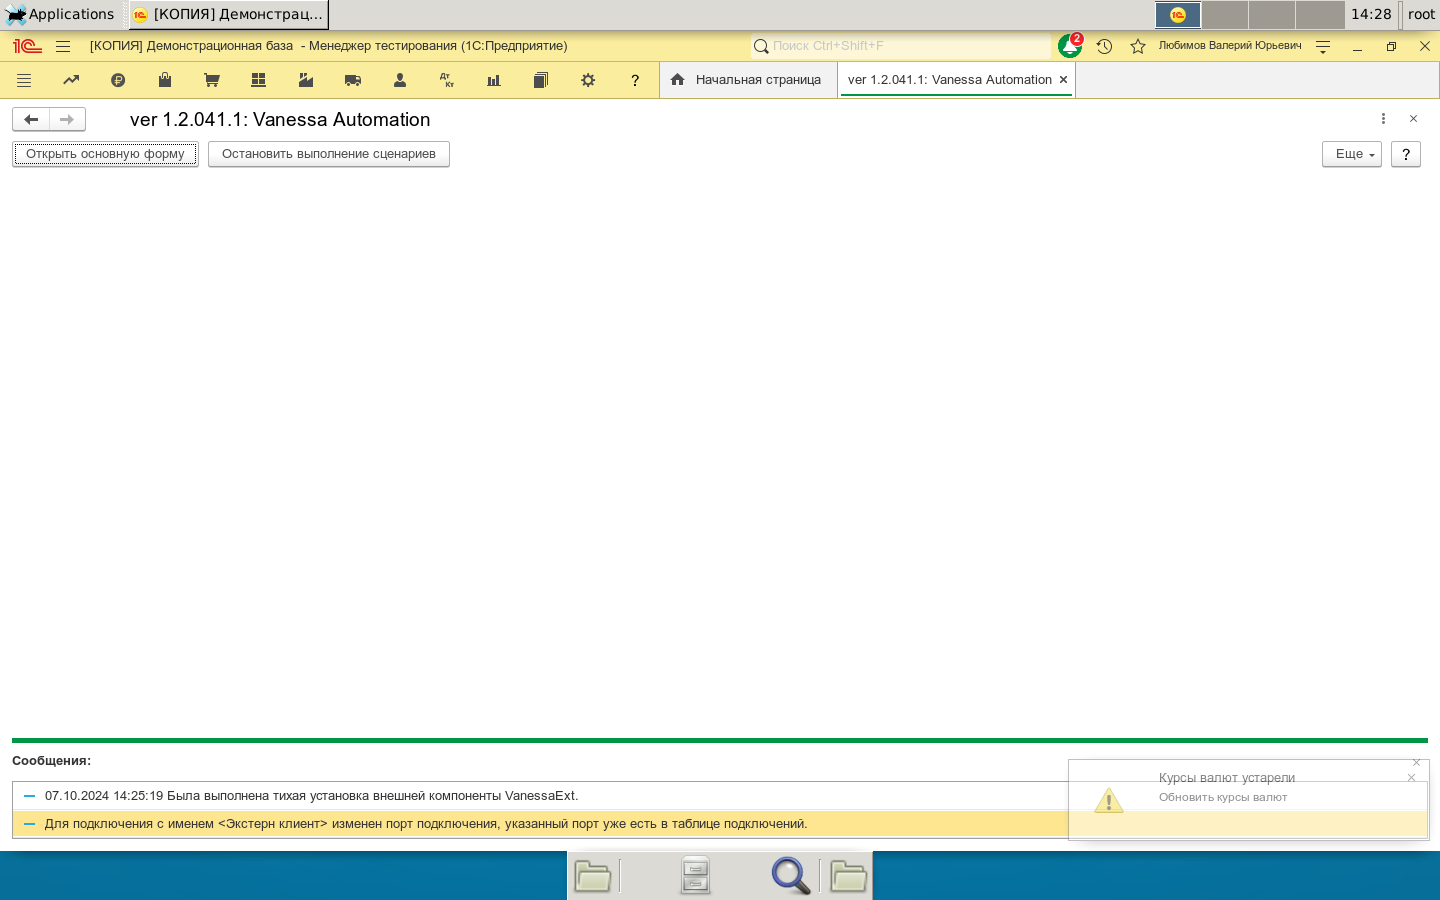 Applications
[КОПИЯ] Демонстрац...
14:28
root
[КОПИЯ] Демонстрационная база - Менеджер тестирования (1С:Предприятие)
Поиск Ctrl+Shift+F
2
Любимов Валерий Юрьевич
Дт
Кт
?
Начальная страница
ver 1.2.041.1: Vanessa Automation
ver 1.2.041.1: Vanessa Automation
Открыть основную форму
Остановить выполнение сценариев
Еще
?
Сообщения:
07.10.2024 14:25:19 Была выполнена тихая установка внешней компоненты VanessaExt.
Для подключения с именем <Экстерн клиент> изменен порт подключения, указанный порт уже есть в таблице подключений.
Курсы валют устарели
Обновить курсы валют